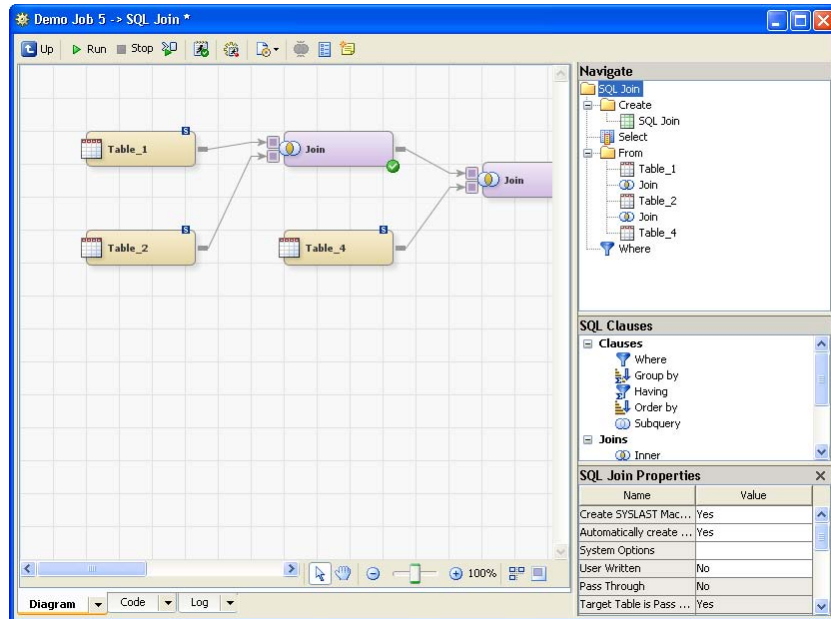 Demo Job 5 -> SQL Join *
Up Run Stop
Table_1
S
Join
Join
Table_2
S
Table_4
S
100%
Diagram Code Log
Navigate
SQL Join
Create
SQL Join
Select
From
Table_1
Join
Table_2
Join
Table_4
Where
SQL Clauses
Clauses
Where
Group by
Having
Order by
Subquery
Joins
Inner
SQL Join Properties
Name Value
Create SYSLAST Mac... Yes
Automatically create ... Yes
System Options
User Written No
Pass Through No
Target Table is Pass ... Yes